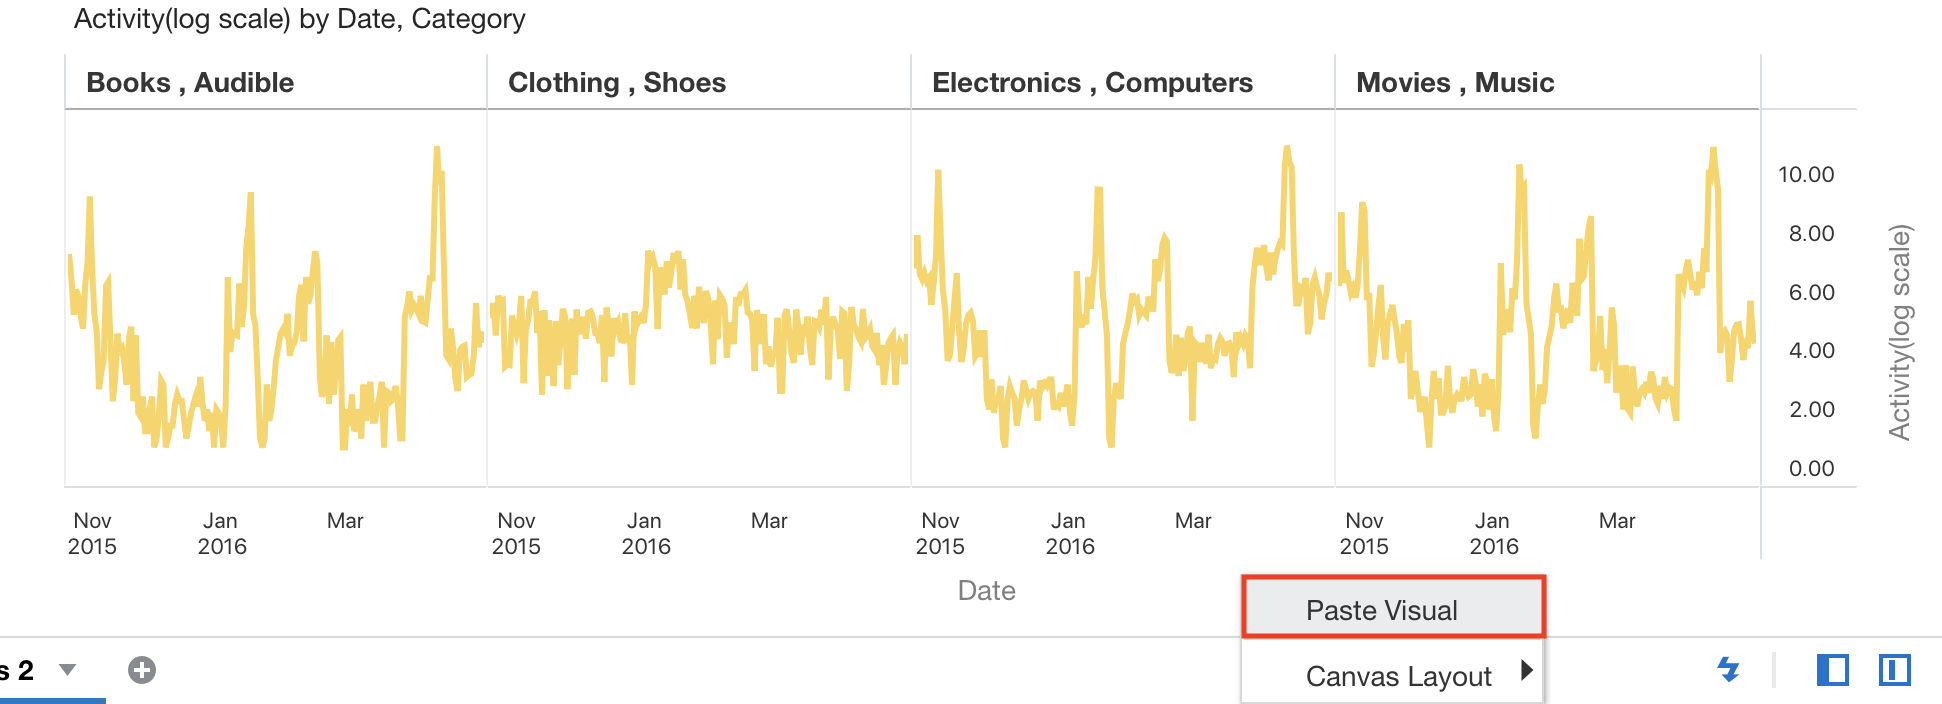 Activity(log scale) by Date, Category
Books , Audible
Clothing , Shoes
Electronics , Computers
Movies , Music
10.00
8.00
6.00
4.00
2.00
0.00
Activity(log scale)
Nov Jan Mar Nov Jan Mar Nov Jan Mar Nov Jan Mar
2015 2016 2015 2016 2015 2016 2015 2016
Date
Paste Visual
Canvas Layout
s 2